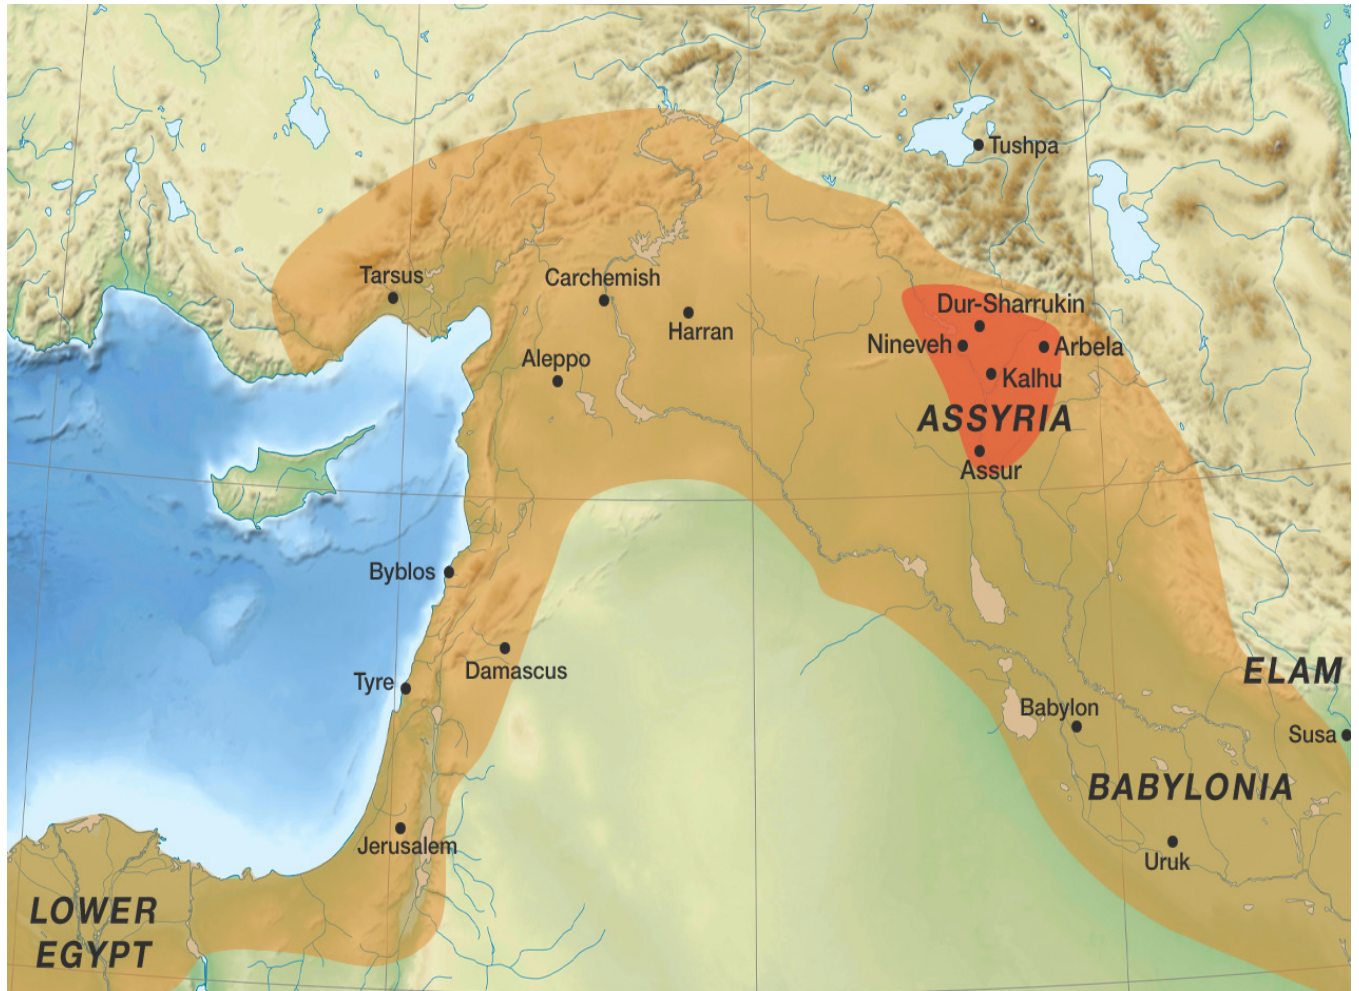 Tushpa
Tarsus
Carchemish
Harran
Aleppo
Dur-Sharrukin
Nineveh
Arbela
Kalhu
ASSYRIA
Assur
Byblos
Damascus
Tyre
ELAM
Babylon
Susa
BABYLONIA
Jerusalem
Uruk
LOWER
EGYPT